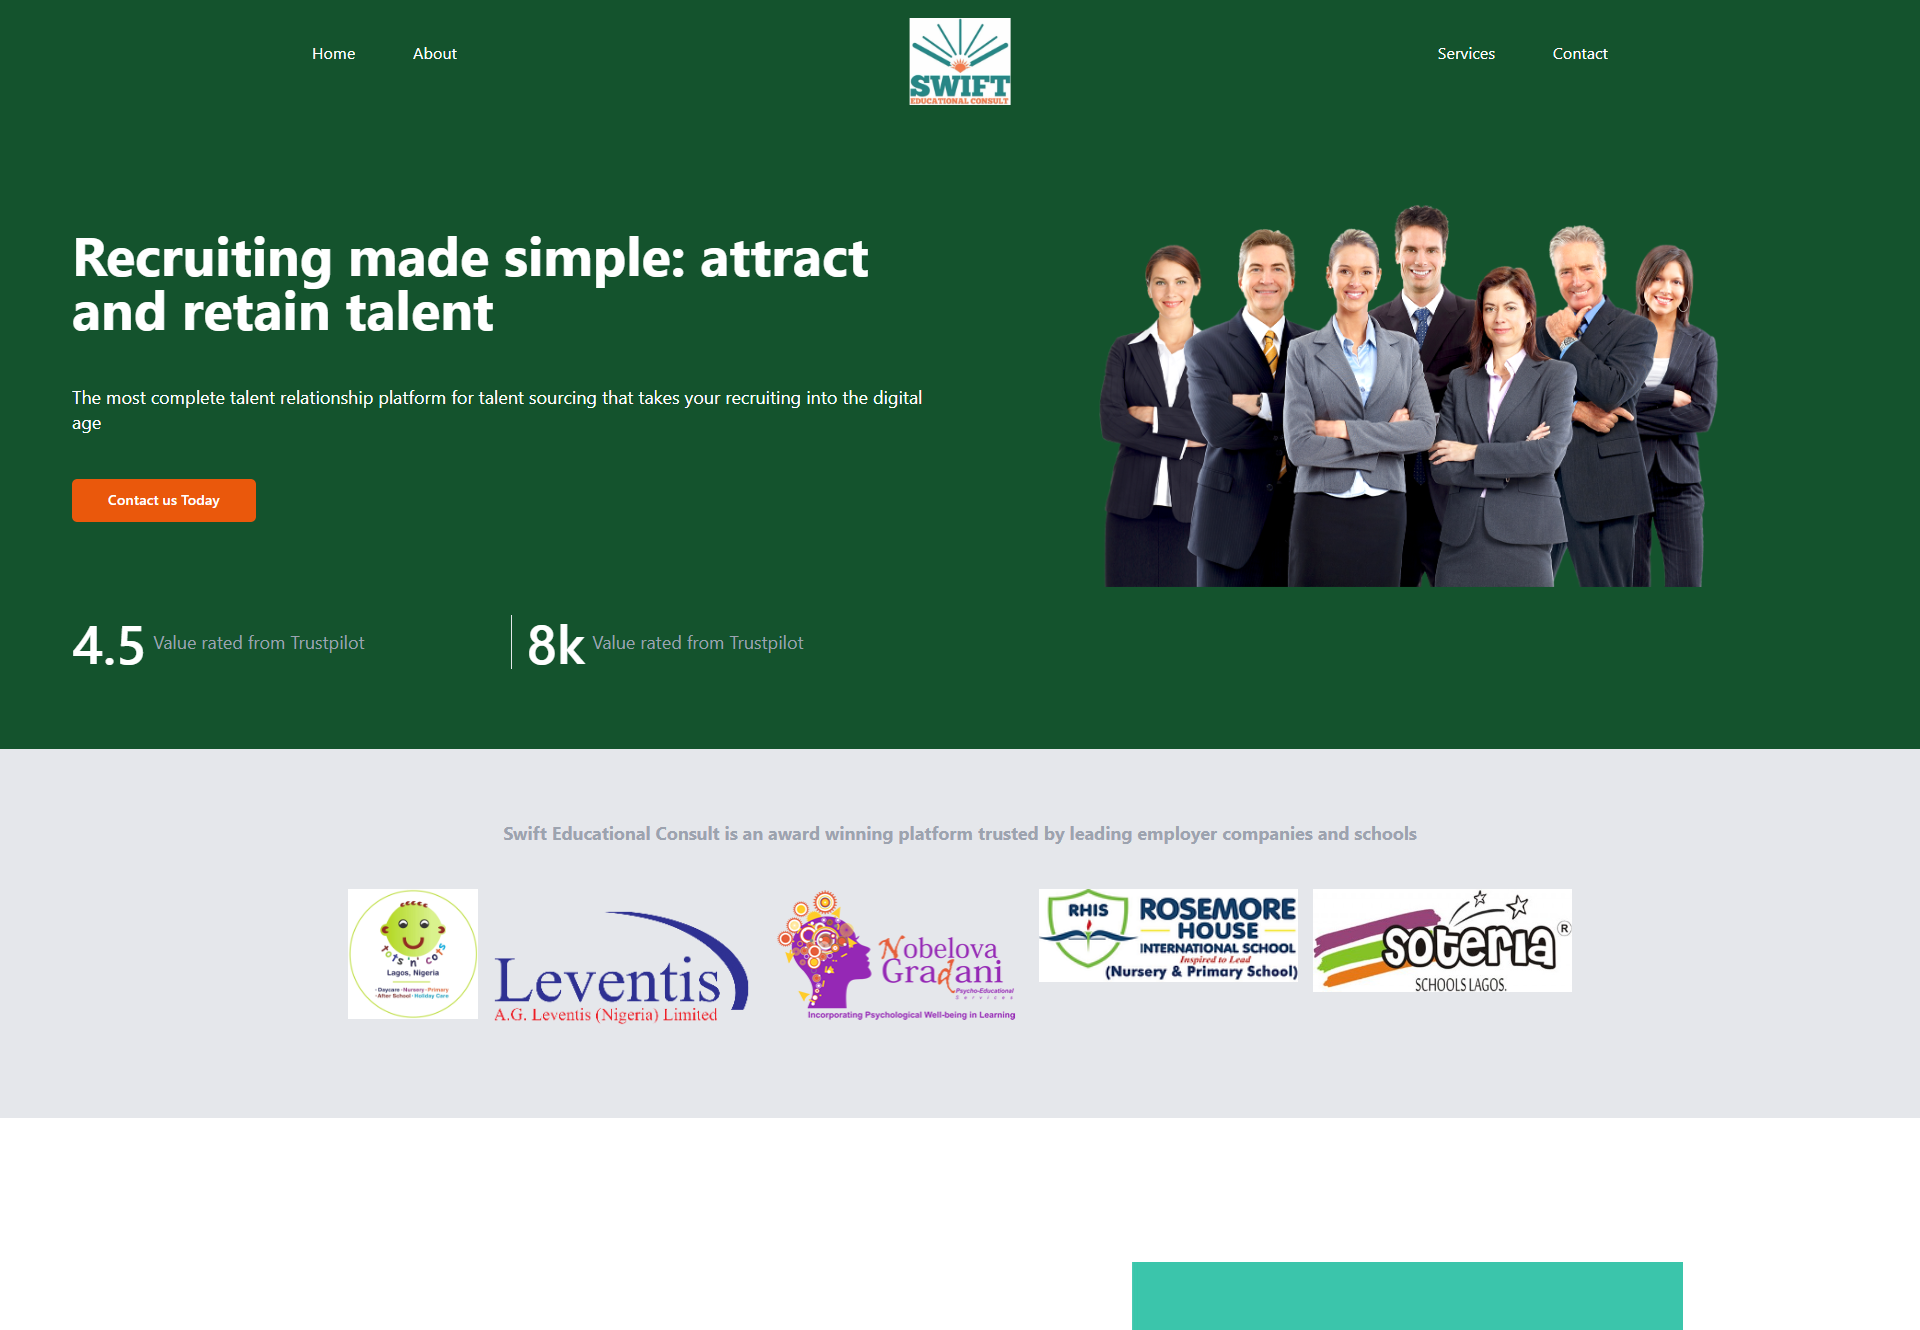 Home
About
SWIFT
EDUCATIONAL CONSULT
Services
Contact
Recruiting made simple: attract
and retain talent
The most complete talent relationship platform for talent sourcing that takes your recruiting into the digital
age
Contact us Today
4.5 Value rated from Trustpilot
8k Value rated from Trustpilot
Swift Educational Consult is an award winning platform trusted by leading employer companies and schools
tots 'n' cots
Lagos, Nigeria
• Daycare • Nursery • Primary
• After School • Holiday Care
Leventis
A.G. Leventis (Nigeria) Limited
Nobelova
Gradani
Psycho-Educational
Services
Incorporating Psychological Well-being in Learning
RHIS
ROSEMORE
HOUSE
INTERNATIONAL SCHOOL
Inspired to Lead
(Nursery & Primary School)
soteria ®
SCHOOLS LAGOS.